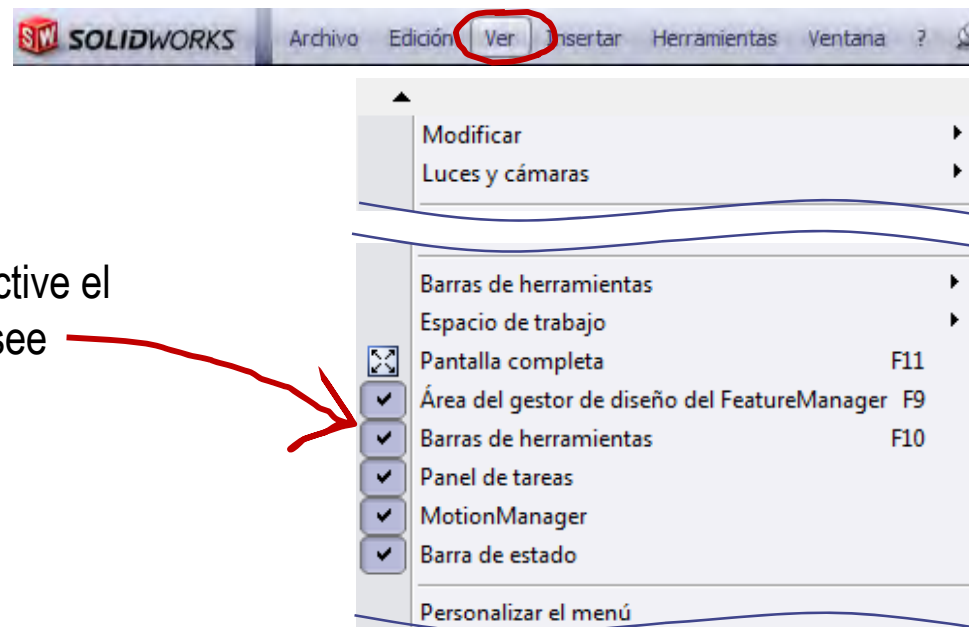 SW SOLIDWORKS Archivo Edición Ver Insertar Herramientas Ventana ?
Modificar
Luces y cámaras
Barras de herramientas
Espacio de trabajo
Pantalla completa F11
Área del gestor de diseño del FeatureManager F9
Barras de herramientas F10
Panel de tareas
MotionManager
Barra de estado
Personalizar el menú
ctive el
see